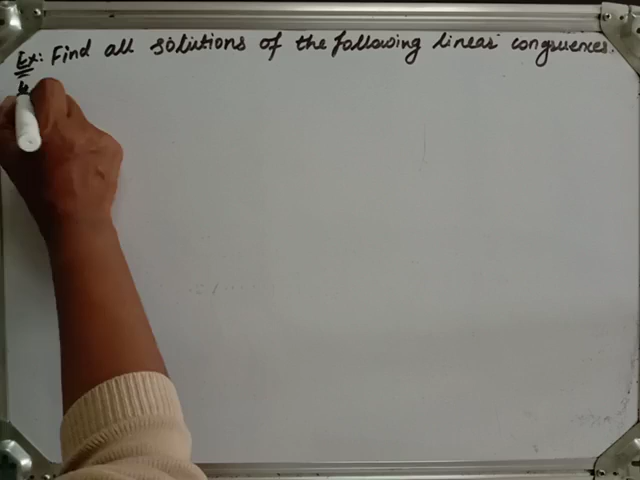 Ex: Find all solutions of the following linear congruences.